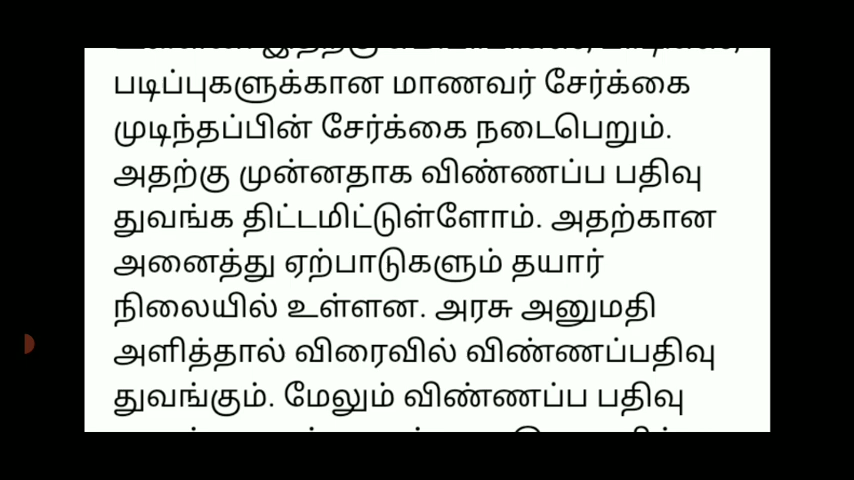 படிப்புகளுக்கான மாணவர் சேர்க்கை
முடிந்தப்பின் சேர்க்கை நடைபெறும்.
அதற்கு முன்னதாக விண்ணப்ப பதிவு
துவங்க திட்டமிட்டுள்ளோம். அதற்கான
அனைத்து ஏற்பாடுகளும் தயார்
நிலையில் உள்ளன. அரசு அனுமதி
அளித்தால் விரைவில் விண்ணப்பதிவு
துவங்கும். மேலும் விண்ணப்ப பதிவு